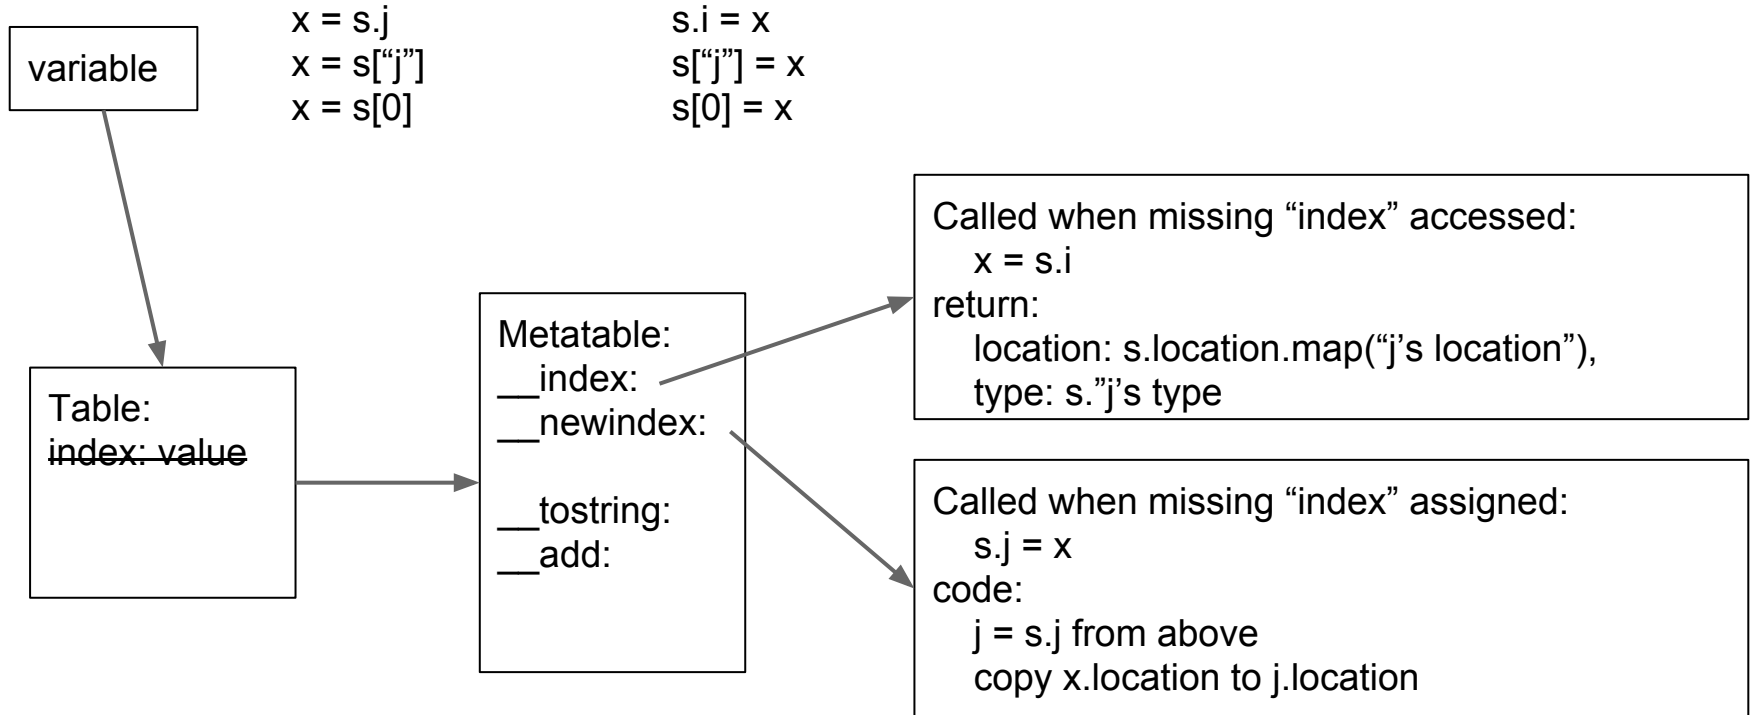 x = s.j
x = s[“j”]
x = s[0]
s.i = x
s[“j”] = x
s[0] = x
variable
Table:
index: value
Metatable:
__index:
__newindex:
__tostring:
__add:
Called when missing “index” accessed:
x = s.i
return:
location: s.location.map(“j’s location”),
type: s.”j’s type
Called when missing “index” assigned:
s.j = x
code:
j = s.j from above
copy x.location to j.location